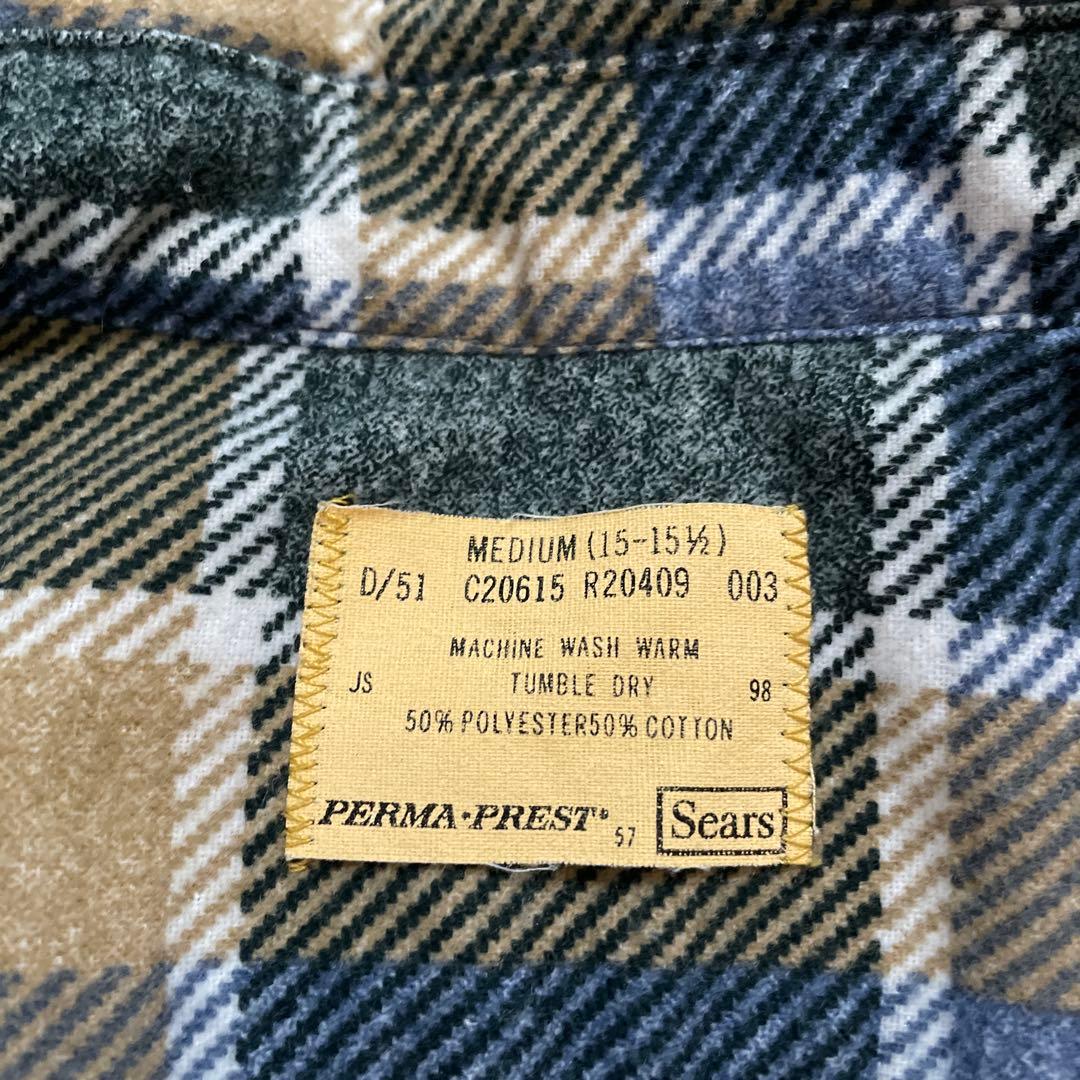 MEDIUM (15-15½)
D/51 C20615 R20409 003
MACHINE WASH WARM
JS TUMBLE DRY 98
50% POLYESTER50% COTTON
PERMA·PREST® 57 Sears